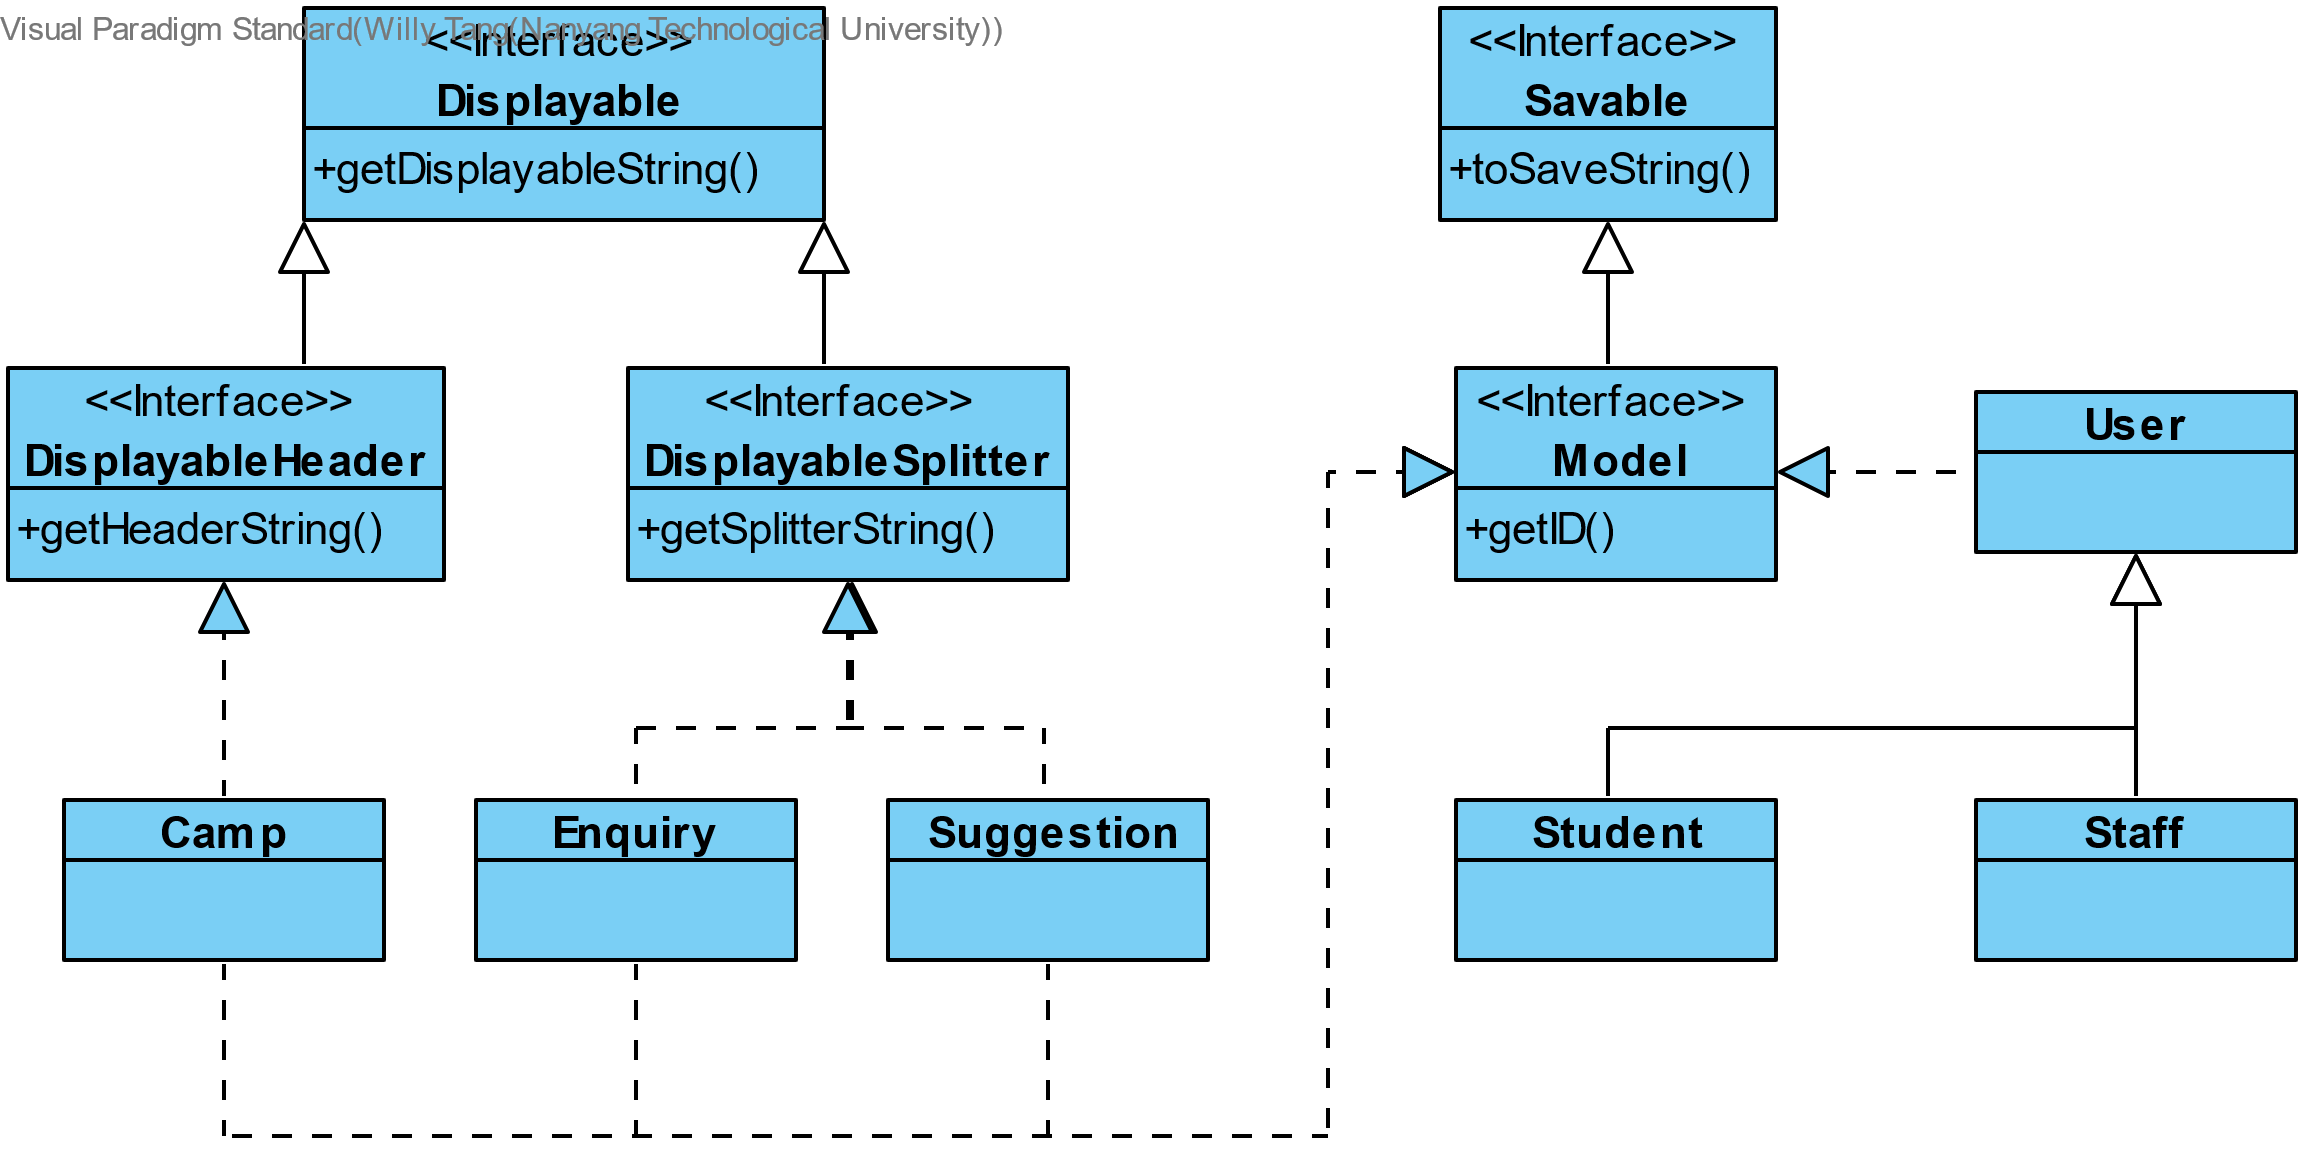 Visual Paradigm Standard(Willy Tang(Nanyang Technological University))
<<Interface>>
Displayable
+getDisplayableString()
<<Interface>>
Savable
+toSaveString()
<<Interface>>
DisplayableHeader
+getHeaderString()
<<Interface>>
DisplayableSplitter
+getSplitterString()
<<Interface>>
Model
+getID()
User
Camp
Enquiry
Suggestion
Student
Staff